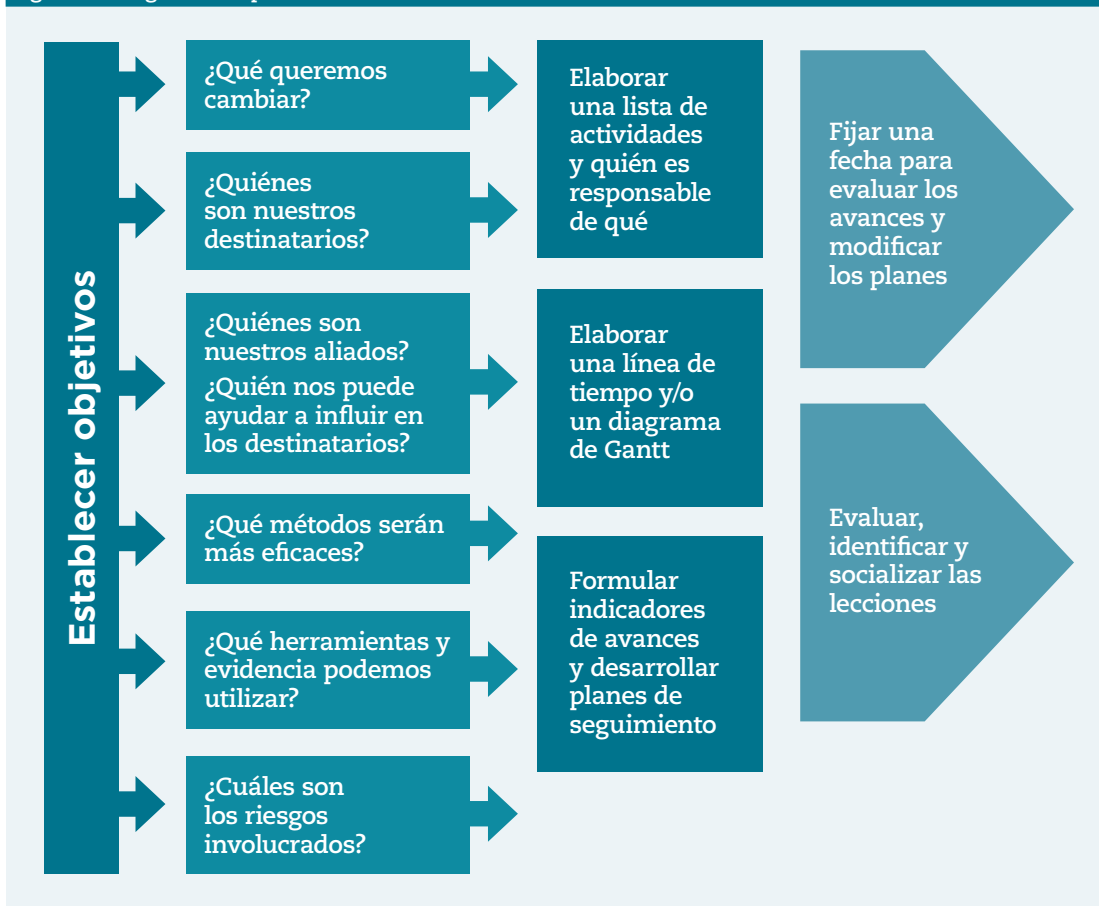 Establecer objetivos
¿Qué queremos
cambiar?
¿Quiénes
son nuestros
destinatarios?
¿Quiénes son
nuestros aliados?
¿Quién nos puede
ayudar a influir en
los destinatarios?
¿Qué métodos serán
más eficaces?
¿Qué herramientas y
evidencia podemos
utilizar?
¿Cuáles son
los riesgos
involucrados?
Elaborar
una lista de
actividades
y quién es
responsable
de qué
Elaborar
una línea de
tiempo y/o
un diagrama
de Gantt
Formular
indicadores
de avances
y desarrollar
planes de
seguimiento
Fijar una
fecha para
evaluar los
avances y
modificar
los planes
Evaluar,
identificar y
socializar las
lecciones